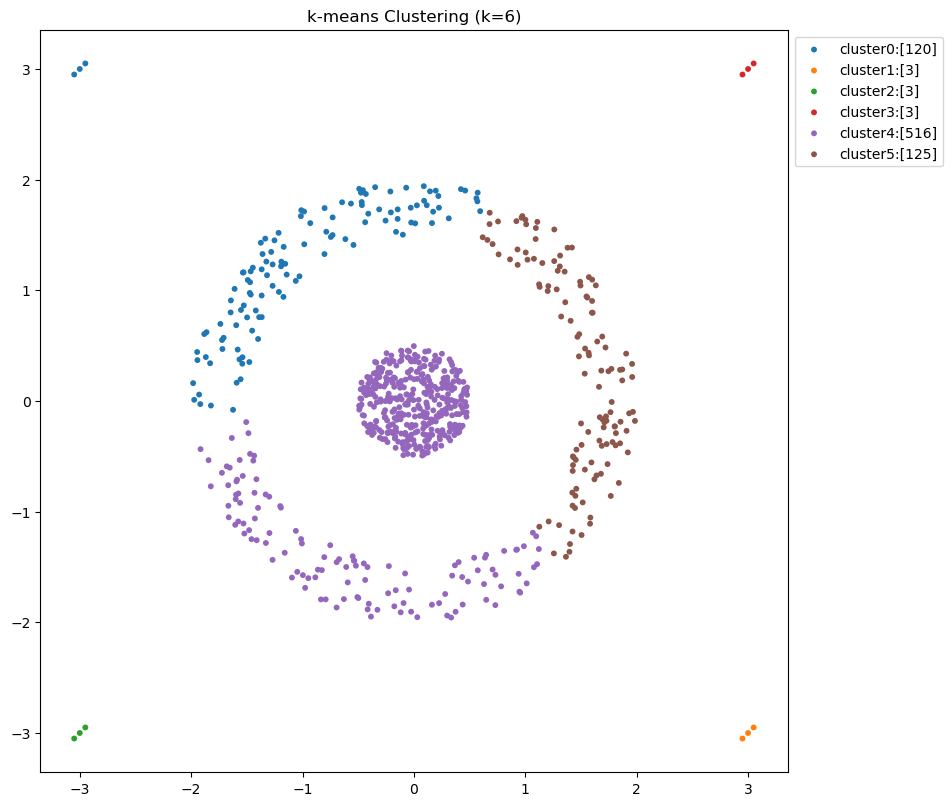 k-means Clustering (k=6)
cluster0:[120]
cluster1:[3]
cluster2:[3]
cluster3:[3]
cluster4:[516]
cluster5:[125]
3
2
1
0
−1
−2
−3
−3 −2 −1 0 1 2 3